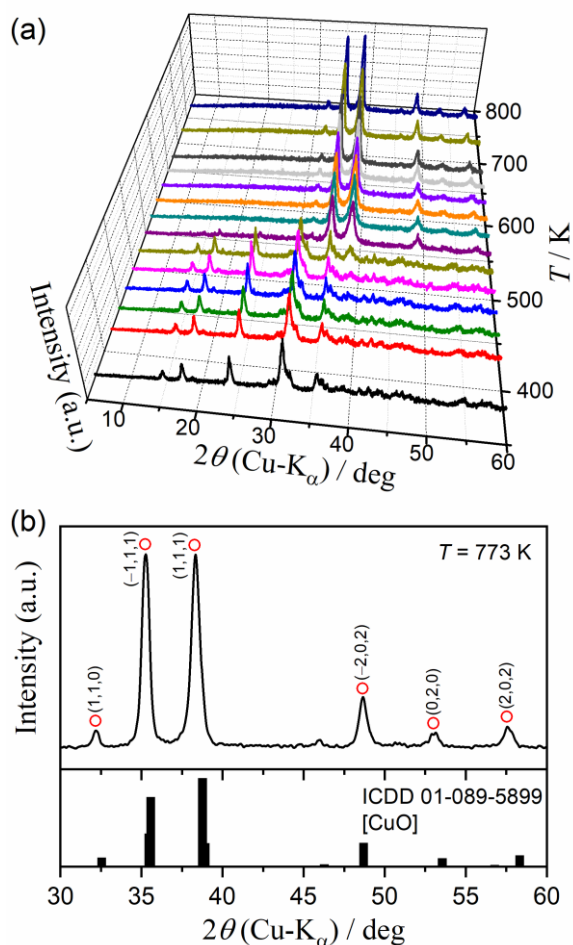 (a)
Intensity (a.u.)
800
700
600
500
400
T / K
10
20
30
40
50
60
2θ (Cu-Kα) / deg
(b)
Intensity (a.u.)
T = 773 K
(1,1,0)
(−1,1,1)
(1,1,1)
(−2,0,2)
(0,2,0)
(2,0,2)
ICDD 01-089-5899
[CuO]
30 35 40 45 50 55 60
2θ (Cu-Kα) / deg